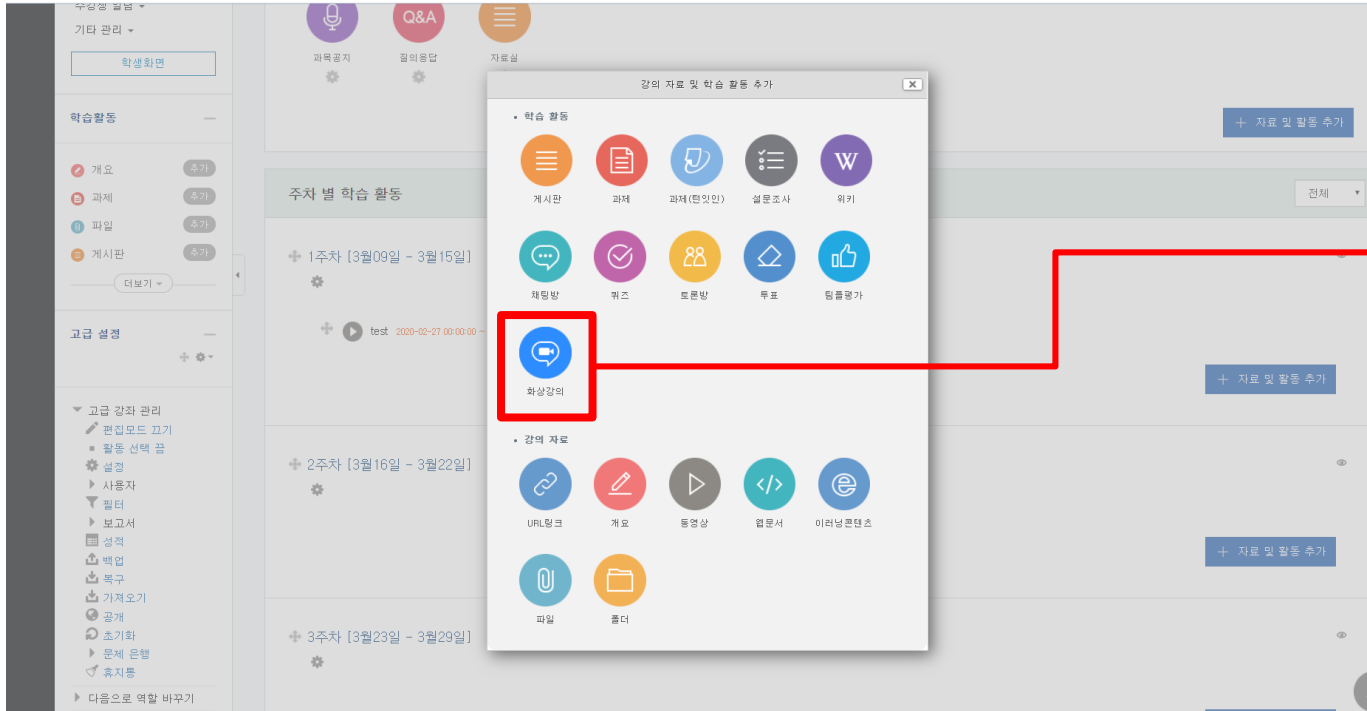 수강생 알림
기타 관리
학생화면
학습활동
개요 추가
과제 추가
파일 추가
게시판 추가
더보기
고급 설정
고급 강좌 관리
편집모드 끄기
활동 선택 끔
설정
사용자
필터
보고서
성적
백업
복구
가져오기
공개
초기화
문제 은행
휴지통
다음으로 역할 바꾸기
Q&A
과목공지 질의응답 자료실
+ 자료 및 활동 추가
주차 별 학습 활동
전체
1주차 [3월09일 - 3월15일]
test 2020-02-27 00:00:00 ~
+ 자료 및 활동 추가
2주차 [3월16일 - 3월22일]
+ 자료 및 활동 추가
3주차 [3월23일 - 3월29일]
강의 자료 및 학습 활동 추가
• 학습 활동
W
게시판 과제 과제(턴잇인) 설문조사 위키
채팅방 퀴즈 토론방 투표 팀플평가
화상강의
• 강의 자료
URL링크 개요 동영상 웹문서 이러닝콘텐츠
파일 폴더